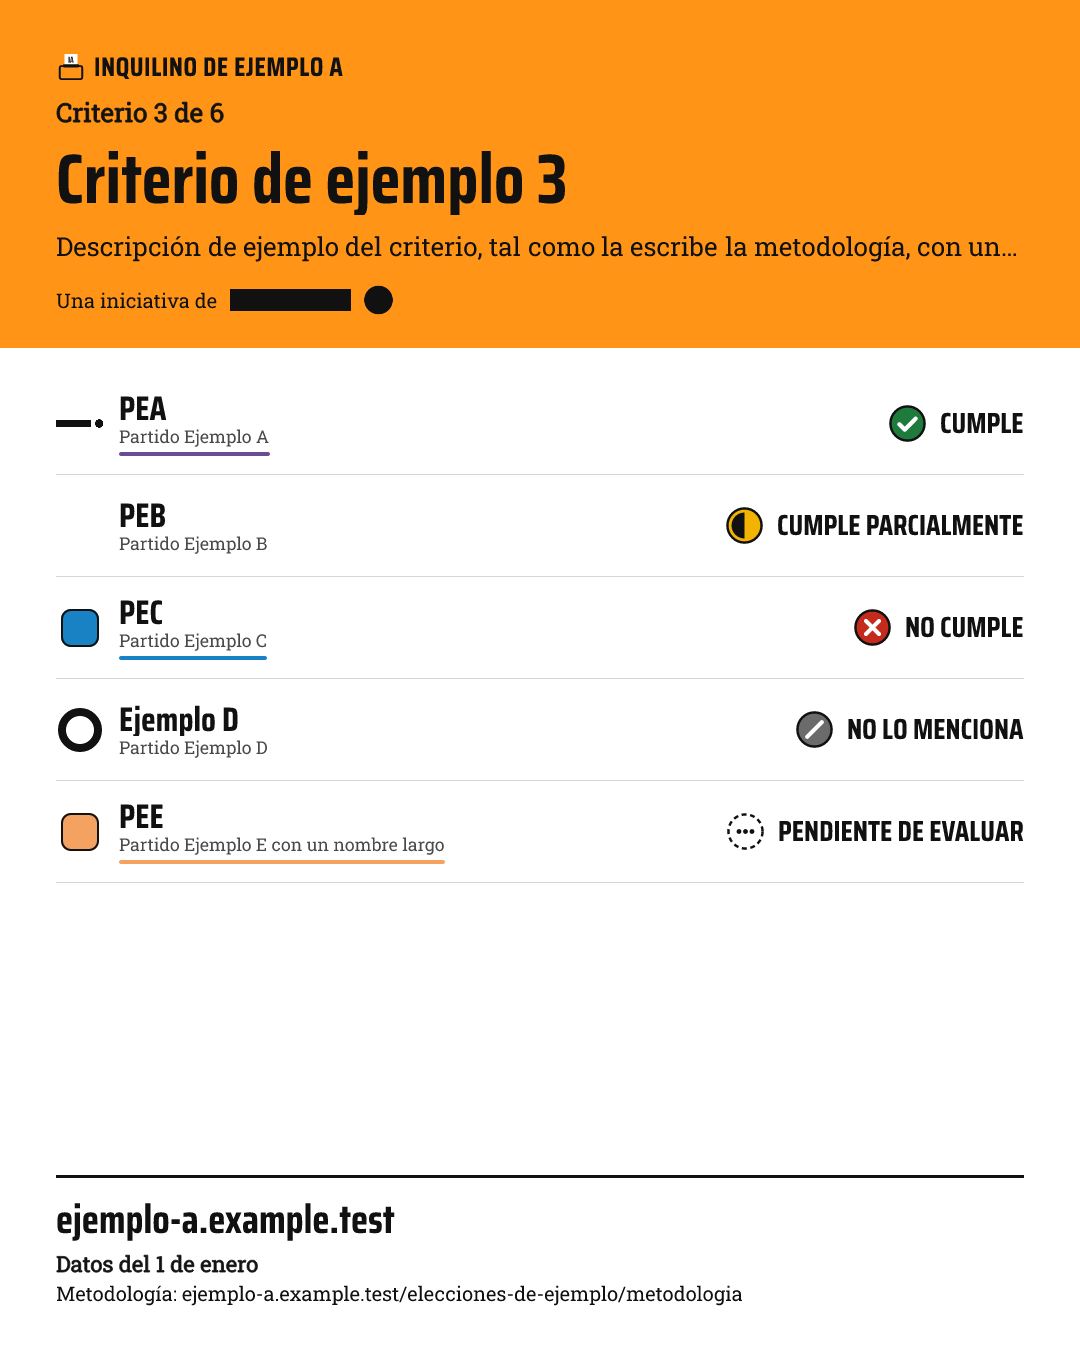 INQUILINO DE EJEMPLO A
Criterio 3 de 6
Criterio de ejemplo 3
Descripción de ejemplo del criterio, tal como la escribe la metodología, con un...
Una iniciativa de
PEA
Partido Ejemplo A
CUMPLE
PEB
Partido Ejemplo B
CUMPLE PARCIALMENTE
PEC
Partido Ejemplo C
NO CUMPLE
Ejemplo D
Partido Ejemplo D
NO LO MENCIONA
PEE
Partido Ejemplo E con un nombre largo
PENDIENTE DE EVALUAR
ejemplo-a.example.test
Datos del 1 de enero
Metodología: ejemplo-a.example.test/elecciones-de-ejemplo/metodologia